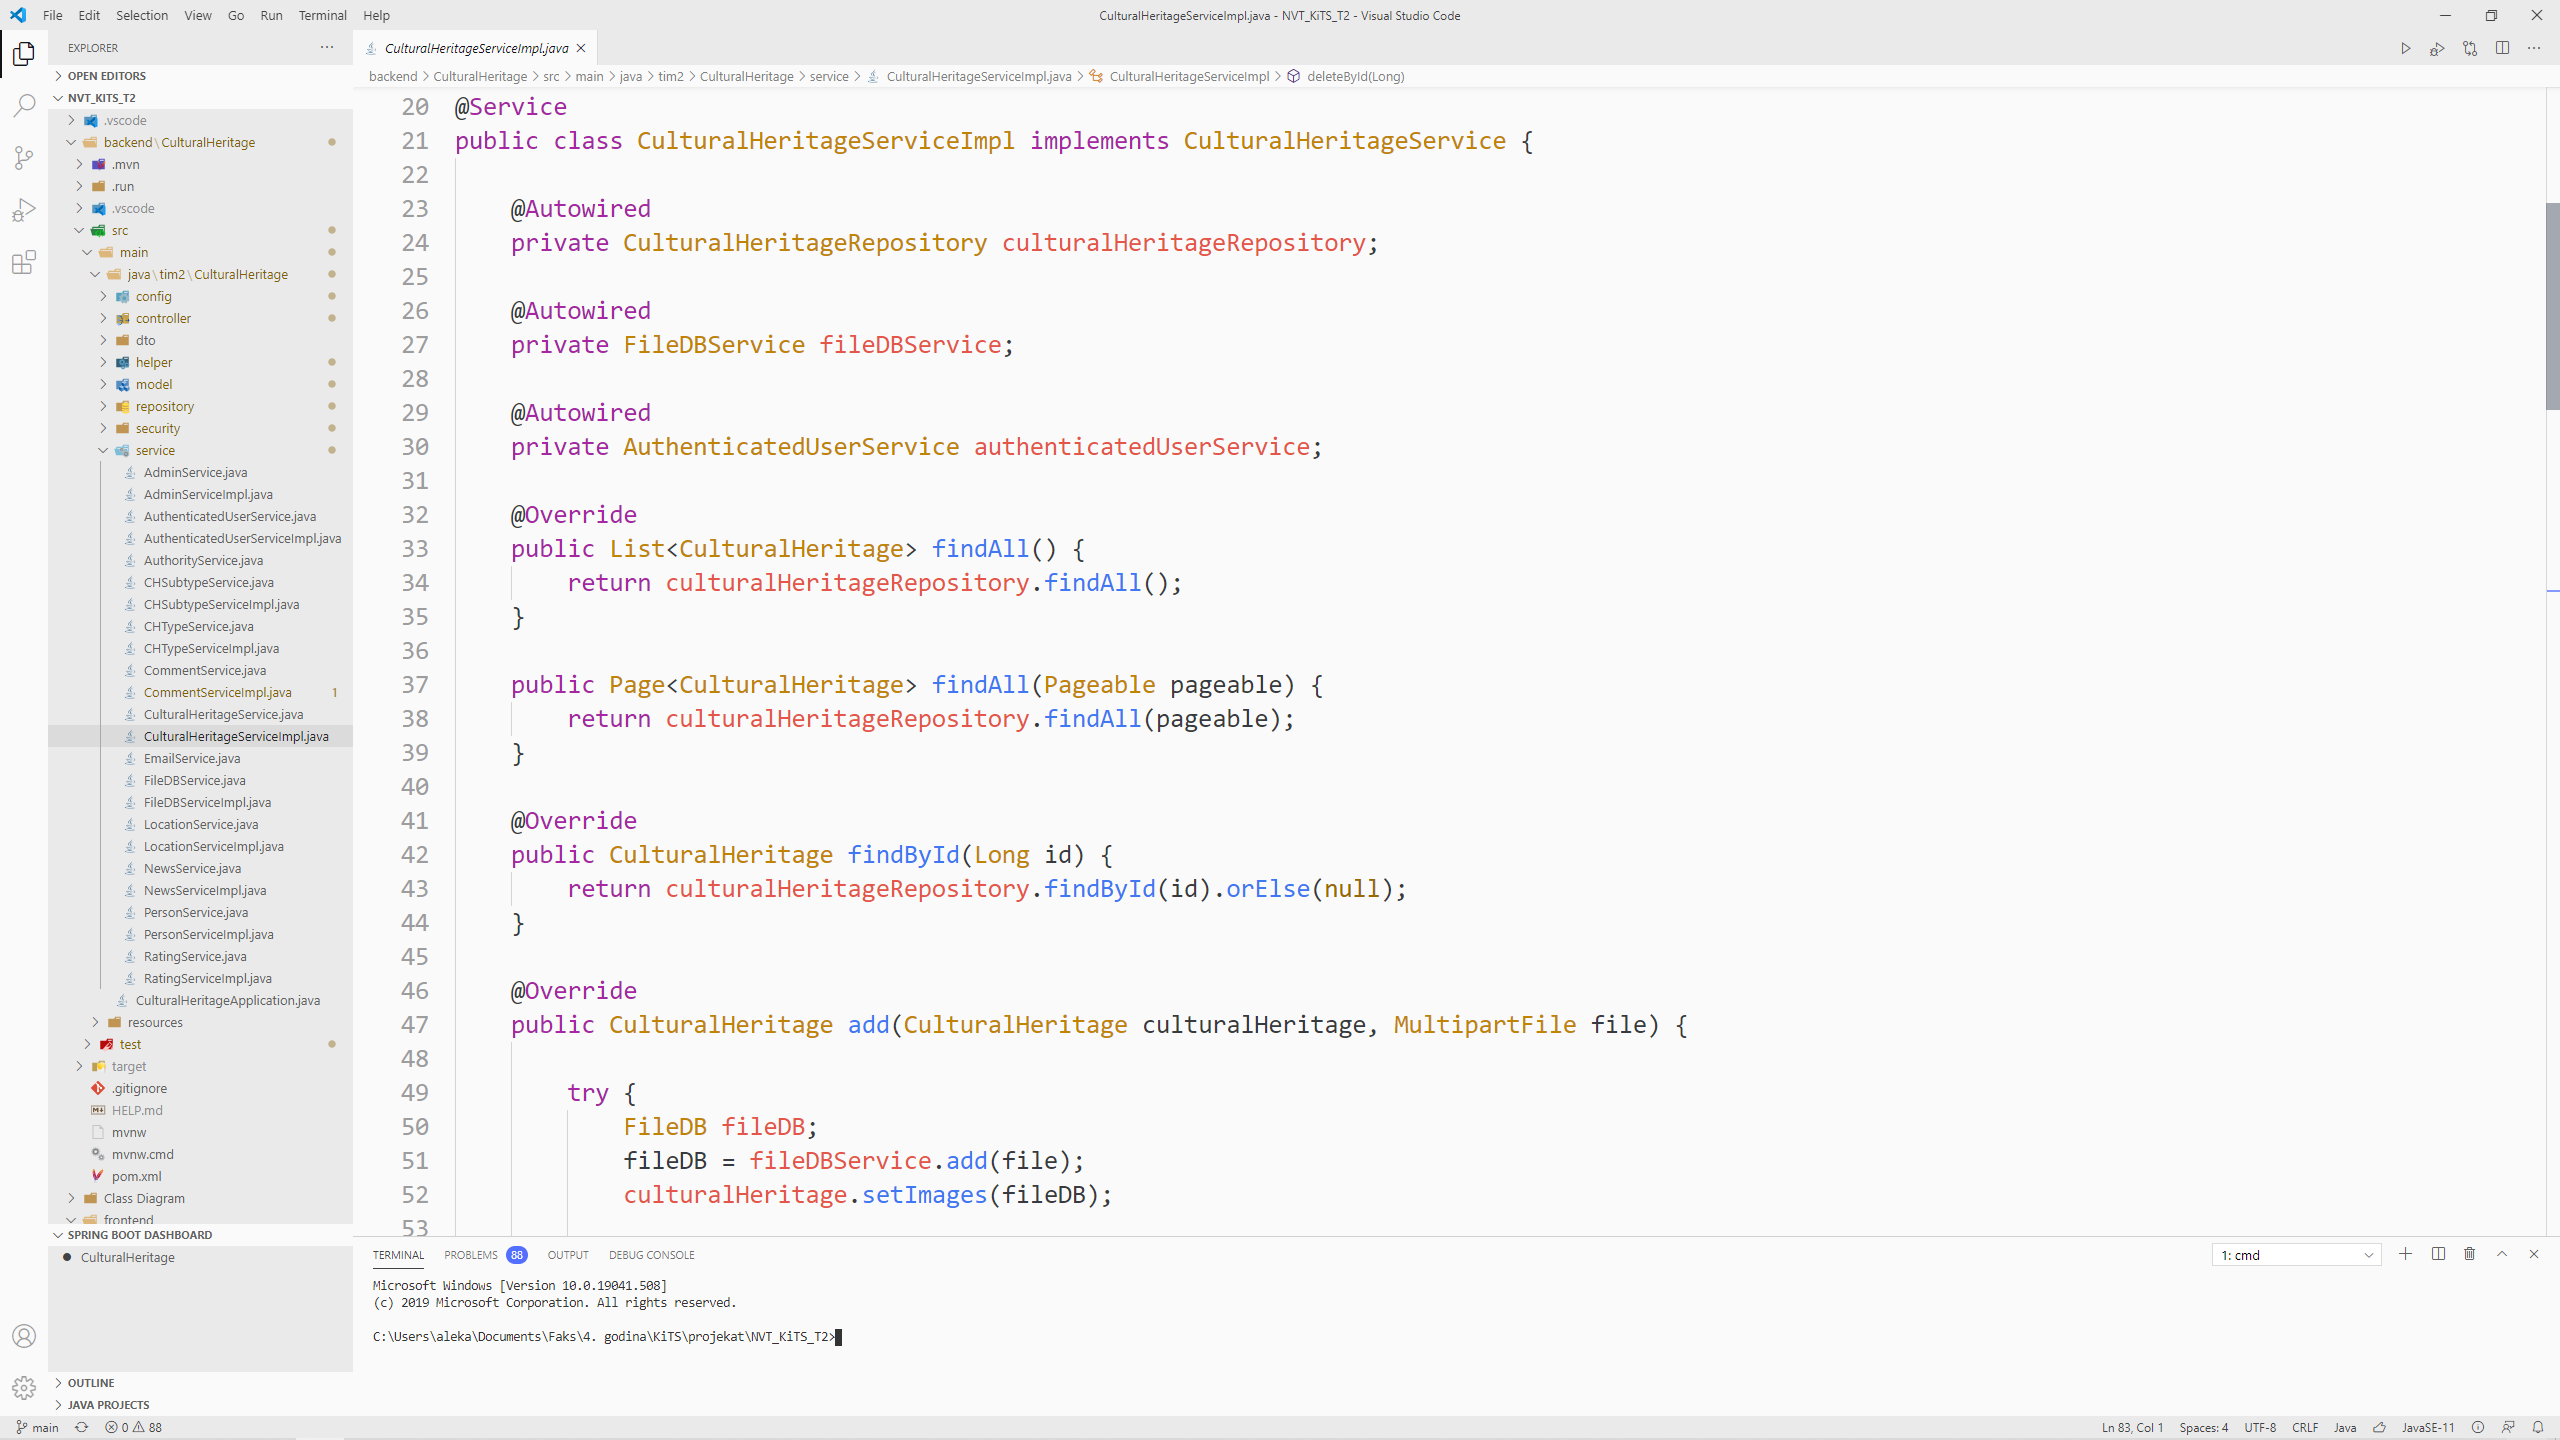 File Edit Selection View Go Run Terminal Help
CulturalHeritageServiceImpl.java - NVT_KiTS_T2 - Visual Studio Code
EXPLORER
OPEN EDITORS
NVT_KITS_T2
.vscode
backend\CulturalHeritage
.mvn
.run
.vscode
src
main
java\tim2\CulturalHeritage
config
controller
dto
helper
model
repository
security
service
AdminService.java
AdminServiceImpl.java
AuthenticatedUserService.java
AuthenticatedUserServiceImpl.java
AuthorityService.java
CHSubtypeService.java
CHSubtypeServiceImpl.java
CHTypeService.java
CHTypeServiceImpl.java
CommentService.java
CommentServiceImpl.java 1
CulturalHeritageService.java
CulturalHeritageServiceImpl.java
EmailService.java
FileDBService.java
FileDBServiceImpl.java
LocationService.java
LocationServiceImpl.java
NewsService.java
NewsServiceImpl.java
PersonService.java
PersonServiceImpl.java
RatingService.java
RatingServiceImpl.java
CulturalHeritageApplication.java
resources
test
target
.gitignore
HELP.md
mvnw
mvnw.cmd
pom.xml
Class Diagram
frontend
SPRING BOOT DASHBOARD
CulturalHeritage
OUTLINE
JAVA PROJECTS
CulturalHeritageServiceImpl.java
backend > CulturalHeritage > src > main > java > tim2 > CulturalHeritage > service > CulturalHeritageServiceImpl.java > CulturalHeritageServiceImpl > deleteById(Long)
20 @Service
21 public class CulturalHeritageServiceImpl implements CulturalHeritageService {
22
23 @Autowired
24 private CulturalHeritageRepository culturalHeritageRepository;
25
26 @Autowired
27 private FileDBService fileDBService;
28
29 @Autowired
30 private AuthenticatedUserService authenticatedUserService;
31
32 @Override
33 public List<CulturalHeritage> findAll() {
34 return culturalHeritageRepository.findAll();
35 }
36
37 public Page<CulturalHeritage> findAll(Pageable pageable) {
38 return culturalHeritageRepository.findAll(pageable);
39 }
40
41 @Override
42 public CulturalHeritage findById(Long id) {
43 return culturalHeritageRepository.findById(id).orElse(null);
44 }
45
46 @Override
47 public CulturalHeritage add(CulturalHeritage culturalHeritage, MultipartFile file) {
48
49 try {
50 FileDB fileDB;
51 fileDB = fileDBService.add(file);
52 culturalHeritage.setImages(fileDB);
53
TERMINAL PROBLEMS 88 OUTPUT DEBUG CONSOLE
1: cmd
Microsoft Windows [Version 10.0.19041.508]
(c) 2019 Microsoft Corporation. All rights reserved.
C:\Users\aleka\Documents\Faks\4. godina\KiTS\projekat\NVT_KiTS_T2>
main 0 88
Ln 83, Col 1 Spaces: 4 UTF-8 CRLF Java JavaSE-11